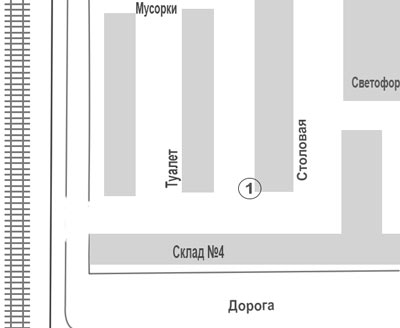 Мусорки
Светофор
Столовая
Туалет
1
Склад №4
Дорога